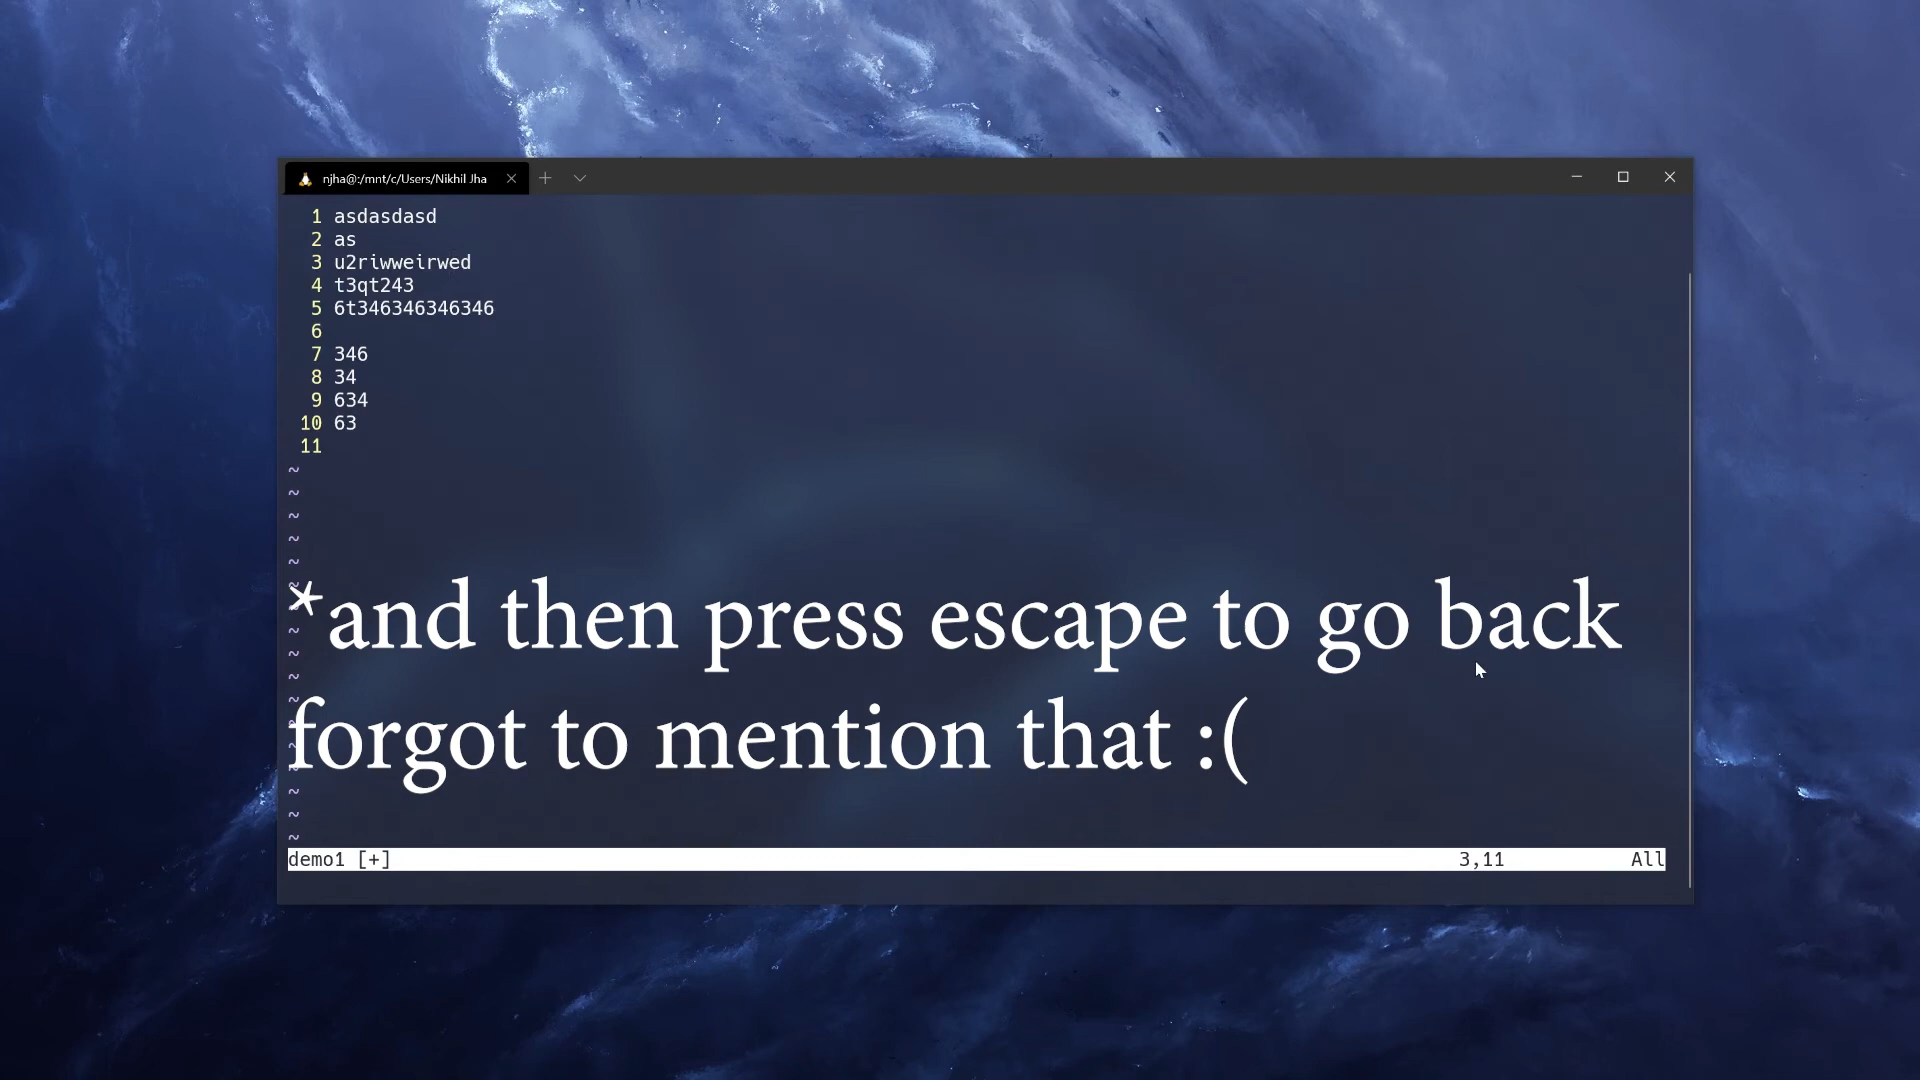 njha@:/mnt/c/Users/Nikhil Jha
1 asdasdasd
2 as
3 u2riwweirwed
4 t3qt243
5 6t346346346346
6
7 346
8 34
9 634
10 63
11
~
~
~
~
~
~
*and then press escape to go back
~
~
~
~
forgot to mention that :(
~
~
~
~
~
demo1 [+] 3,11 All